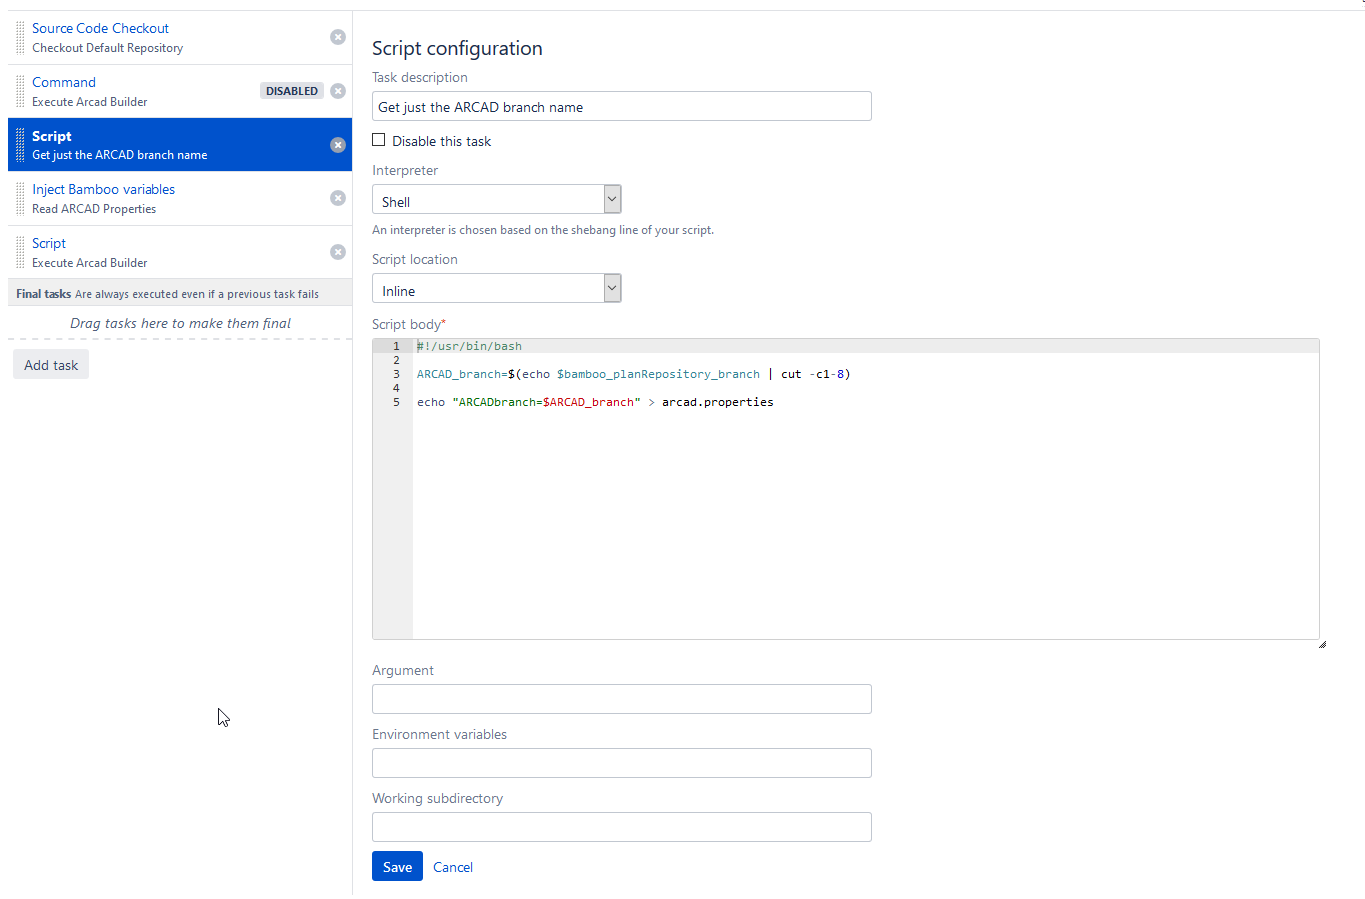 Source Code Checkout
Checkout Default Repository
Command
DISABLED
Execute Arcad Builder
Script
Get just the ARCAD branch name
Inject Bamboo variables
Read ARCAD Properties
Script
Execute Arcad Builder
Final tasks Are always executed even if a previous task fails
Drag tasks here to make them final
Add task
Script configuration
Task description
Get just the ARCAD branch name
Disable this task
Interpreter
Shell
An interpreter is chosen based on the shebang line of your script.
Script location
Inline
Script body*
1 #!/usr/bin/bash
2
3 ARCAD_branch=$(echo $bamboo_planRepository_branch | cut -c1-8)
4
5 echo "ARCADbranch=$ARCAD_branch" > arcad.properties
Argument
Environment variables
Working subdirectory
Save Cancel